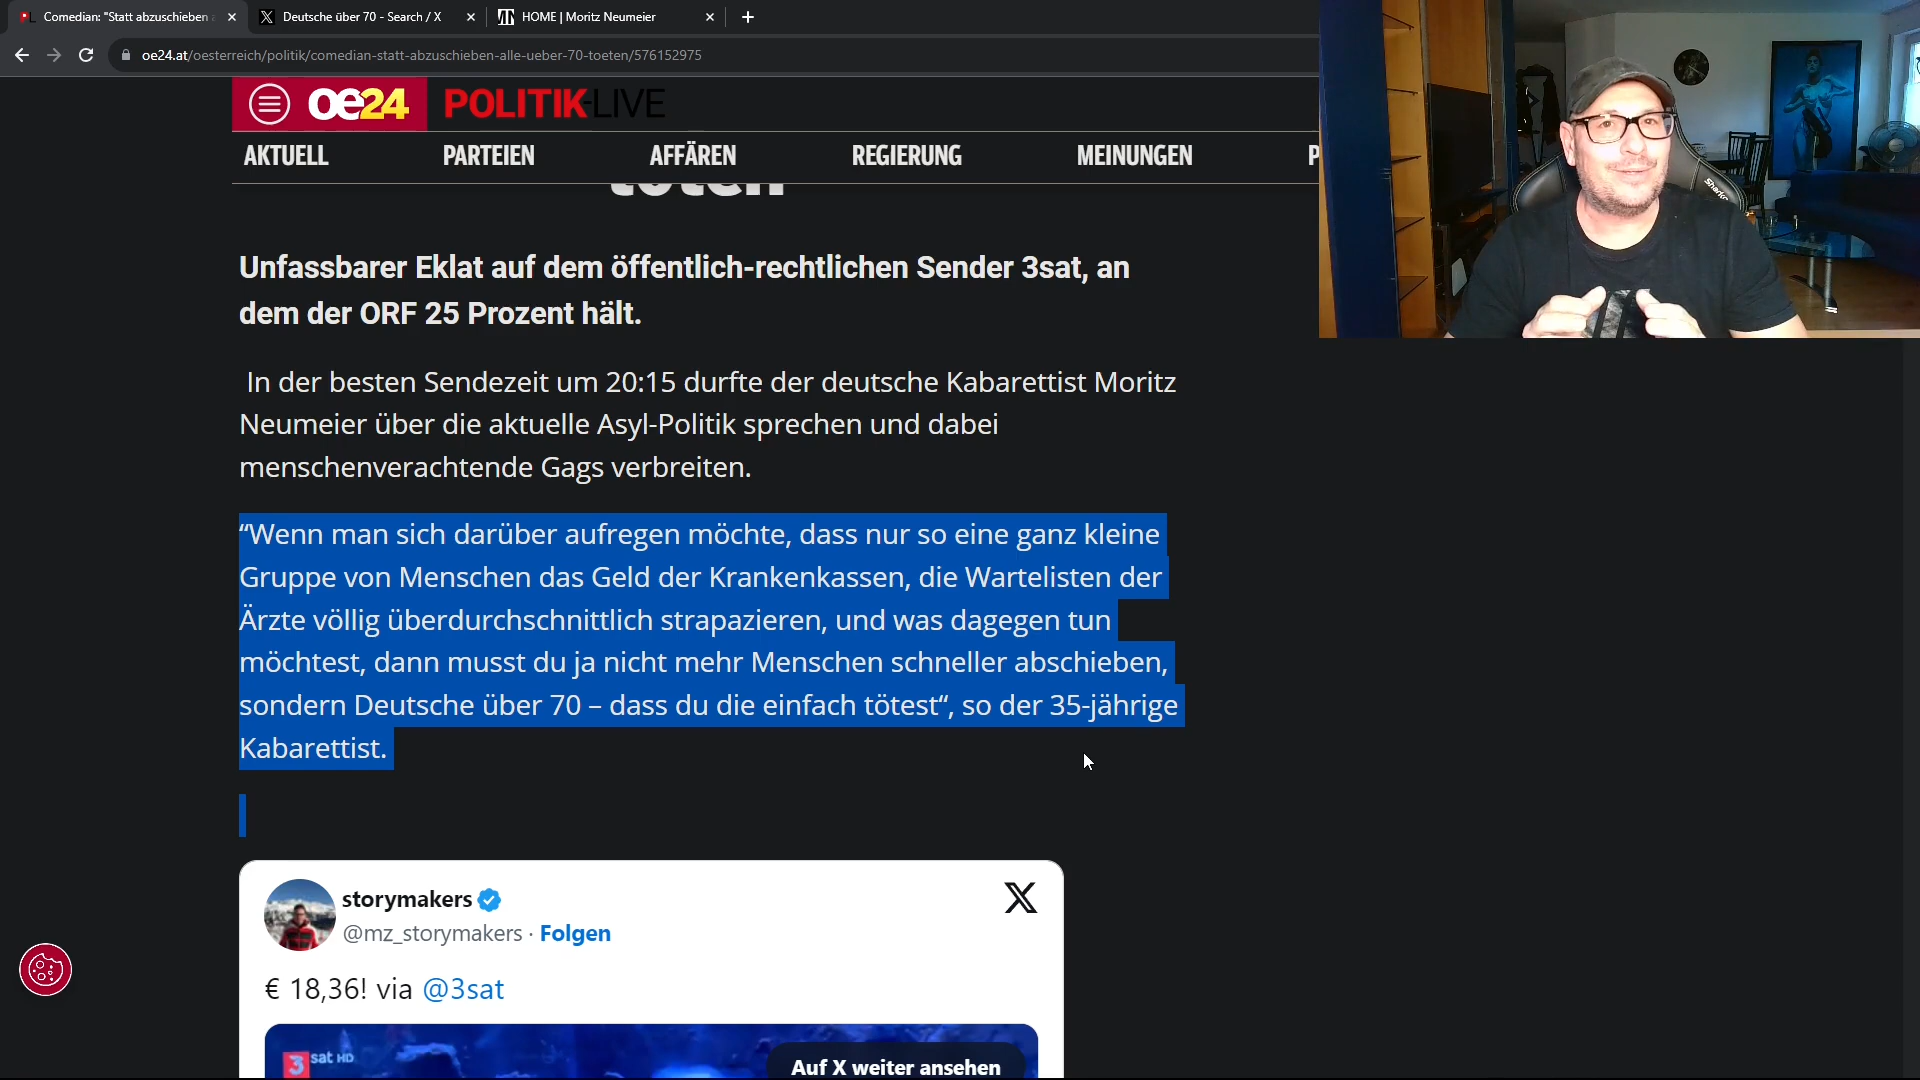 Comedian: "Statt abzuschieben
Deutsche über 70 - Search / X
HOME | Moritz Neumeier
oe24.at/oesterreich/politik/comedian-statt-abzuschieben-alle-ueber-70-toeten/576152975
oe24 POLITIK-LIVE
AKTUELL PARTEIEN AFFÄREN REGIERUNG MEINUNGEN P
töten
Unfassbarer Eklat auf dem öffentlich-rechtlichen Sender 3sat, an
dem der ORF 25 Prozent hält.
In der besten Sendezeit um 20:15 durfte der deutsche Kabarettist Moritz
Neumeier über die aktuelle Asyl-Politik sprechen und dabei
menschenverachtende Gags verbreiten.
“Wenn man sich darüber aufregen möchte, dass nur so eine ganz kleine
Gruppe von Menschen das Geld der Krankenkassen, die Wartelisten der
Ärzte völlig überdurchschnittlich strapazieren, und was dagegen tun
möchtest, dann musst du ja nicht mehr Menschen schneller abschieben,
sondern Deutsche über 70 – dass du die einfach tötest“, so der 35-jährige
Kabarettist.
storymakers
@mz_storymakers · Folgen
€ 18,36! via @3sat
3sat HD
Auf X weiter ansehen